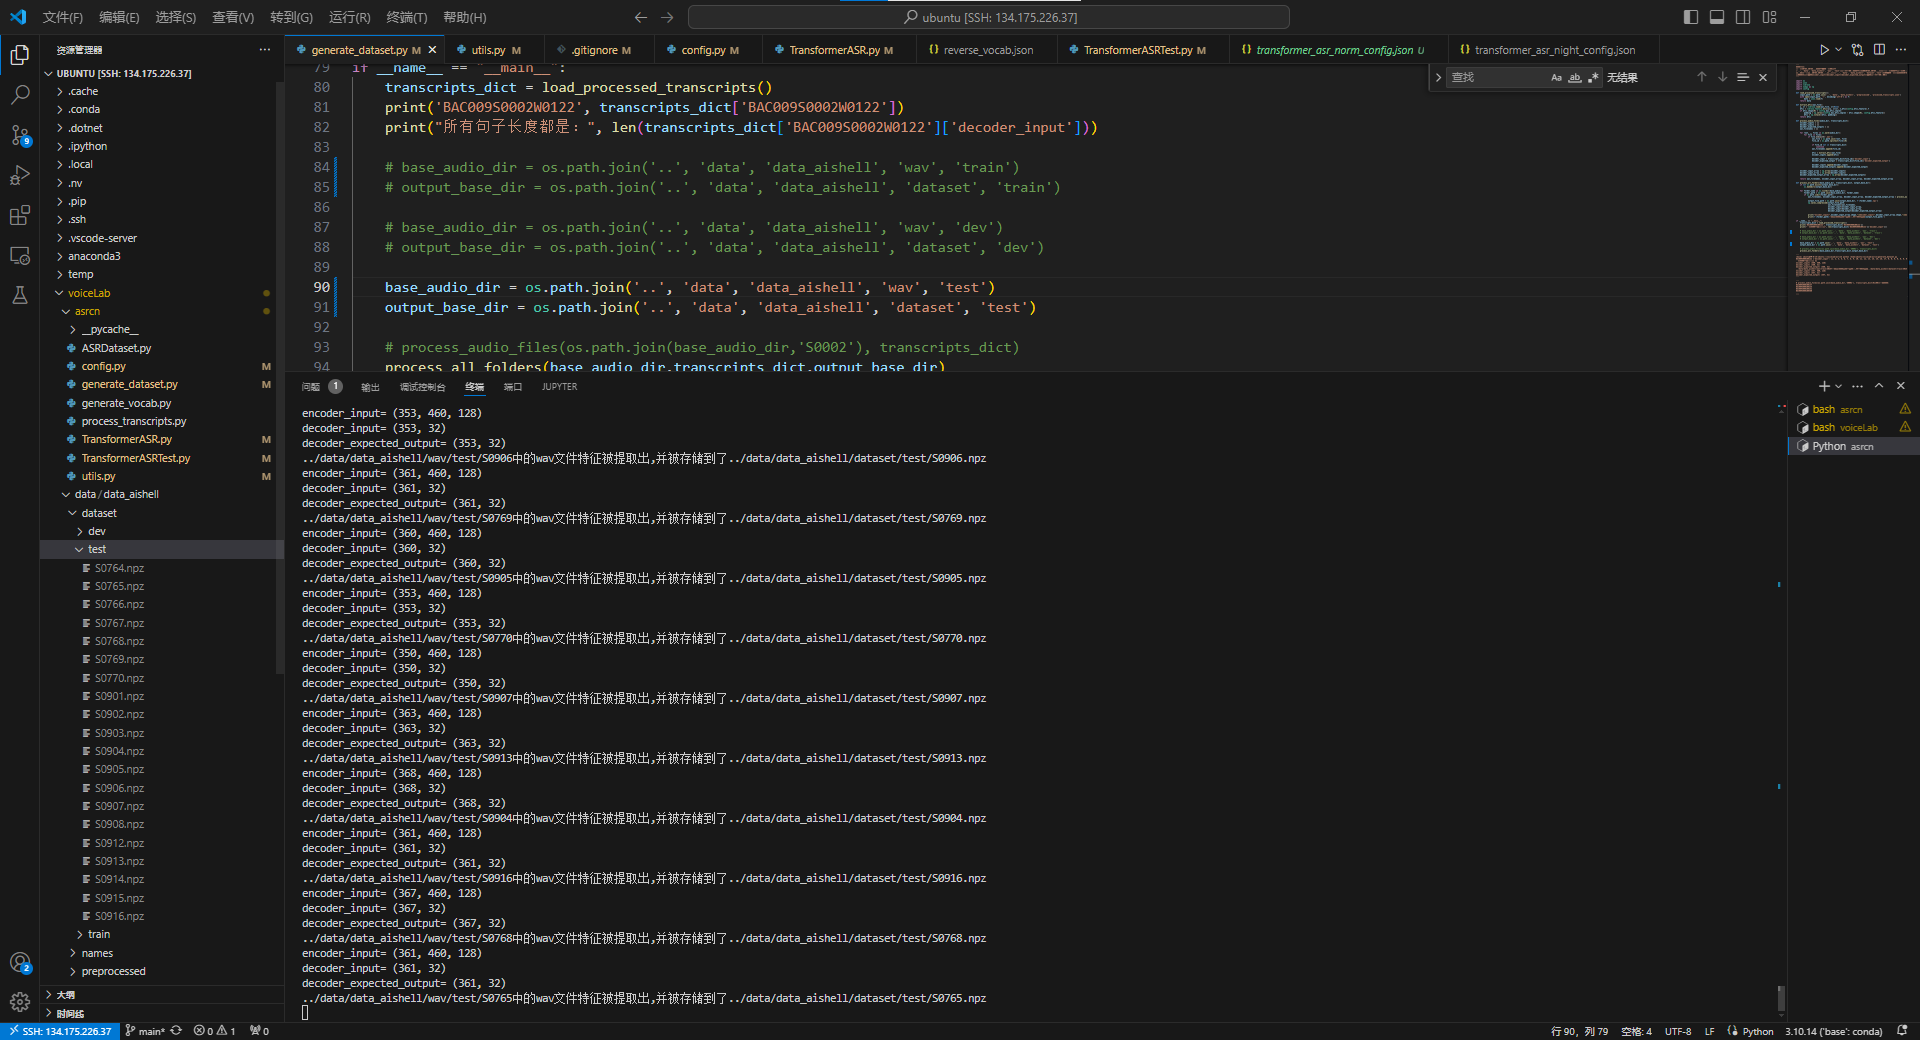 文件(F) 编辑(E) 选择(S) 查看(V) 转到(G) 运行(R) 终端(T) 帮助(H)
ubuntu [SSH: 134.175.226.37]
资源管理器
generate_dataset.py M
utils.py M
.gitignore M
config.py M
TransformerASR.py M
reverse_vocab.json
TransformerASRTest.py M
transformer_asr_norm_config.json U
transformer_asr_night_config.json
UBUNTU [SSH: 134.175.226.37]
.cache
.conda
.dotnet
.ipython
.local
.nv
.pip
.ssh
.vscode-server
anaconda3
temp
voiceLab
asrcn
__pycache__
ASRDataset.py
config.py M
generate_dataset.py M
generate_vocab.py
process_transcripts.py
TransformerASR.py M
TransformerASRTest.py M
utils.py M
data / data_aishell
dataset
dev
test
S0764.npz
S0765.npz
S0766.npz
S0767.npz
S0768.npz
S0769.npz
S0770.npz
S0901.npz
S0902.npz
S0903.npz
S0904.npz
S0905.npz
S0906.npz
S0907.npz
S0908.npz
S0912.npz
S0913.npz
S0914.npz
S0915.npz
S0916.npz
train
names
preprocessed
大纲
时间线
9
2
79 if __name__ == "__main__":
80 transcripts_dict = load_processed_transcripts()
81 print('BAC009S0002W0122', transcripts_dict['BAC009S0002W0122'])
82 print("所有句子长度都是：", len(transcripts_dict['BAC009S0002W0122']['decoder_input']))
83
84 # base_audio_dir = os.path.join('..', 'data', 'data_aishell', 'wav', 'train')
85 # output_base_dir = os.path.join('..', 'data', 'data_aishell', 'dataset', 'train')
86
87 # base_audio_dir = os.path.join('..', 'data', 'data_aishell', 'wav', 'dev')
88 # output_base_dir = os.path.join('..', 'data', 'data_aishell', 'dataset', 'dev')
89
90 base_audio_dir = os.path.join('..', 'data', 'data_aishell', 'wav', 'test')
91 output_base_dir = os.path.join('..', 'data', 'data_aishell', 'dataset', 'test')
92
93 # process_audio_files(os.path.join(base_audio_dir,'S0002'), transcripts_dict)
94 process_all_folders(base_audio_dir,transcripts_dict,output_base_dir)
查找 Aa ab 无结果
问题 1 输出 调试控制台 终端 端口 JUPYTER
encoder_input= (353, 460, 128)
decoder_input= (353, 32)
decoder_expected_output= (353, 32)
../data/data_aishell/wav/test/S0906中的wav文件特征被提取出,并被存储到了../data/data_aishell/dataset/test/S0906.npz
encoder_input= (361, 460, 128)
decoder_input= (361, 32)
decoder_expected_output= (361, 32)
../data/data_aishell/wav/test/S0769中的wav文件特征被提取出,并被存储到了../data/data_aishell/dataset/test/S0769.npz
encoder_input= (360, 460, 128)
decoder_input= (360, 32)
decoder_expected_output= (360, 32)
../data/data_aishell/wav/test/S0905中的wav文件特征被提取出,并被存储到了../data/data_aishell/dataset/test/S0905.npz
encoder_input= (353, 460, 128)
decoder_input= (353, 32)
decoder_expected_output= (353, 32)
../data/data_aishell/wav/test/S0770中的wav文件特征被提取出,并被存储到了../data/data_aishell/dataset/test/S0770.npz
encoder_input= (350, 460, 128)
decoder_input= (350, 32)
decoder_expected_output= (350, 32)
../data/data_aishell/wav/test/S0907中的wav文件特征被提取出,并被存储到了../data/data_aishell/dataset/test/S0907.npz
encoder_input= (363, 460, 128)
decoder_input= (363, 32)
decoder_expected_output= (363, 32)
../data/data_aishell/wav/test/S0913中的wav文件特征被提取出,并被存储到了../data/data_aishell/dataset/test/S0913.npz
encoder_input= (368, 460, 128)
decoder_input= (368, 32)
decoder_expected_output= (368, 32)
../data/data_aishell/wav/test/S0904中的wav文件特征被提取出,并被存储到了../data/data_aishell/dataset/test/S0904.npz
encoder_input= (361, 460, 128)
decoder_input= (361, 32)
decoder_expected_output= (361, 32)
../data/data_aishell/wav/test/S0916中的wav文件特征被提取出,并被存储到了../data/data_aishell/dataset/test/S0916.npz
encoder_input= (367, 460, 128)
decoder_input= (367, 32)
decoder_expected_output= (367, 32)
../data/data_aishell/wav/test/S0768中的wav文件特征被提取出,并被存储到了../data/data_aishell/dataset/test/S0768.npz
encoder_input= (361, 460, 128)
decoder_input= (361, 32)
decoder_expected_output= (361, 32)
../data/data_aishell/wav/test/S0765中的wav文件特征被提取出,并被存储到了../data/data_aishell/dataset/test/S0765.npz
bash asrcn
bash voiceLab
Python asrcn
SSH: 134.175.226.37 main* 0 1 0
行 90，列 79 空格: 4 UTF-8 LF Python 3.10.14 ('base': conda)